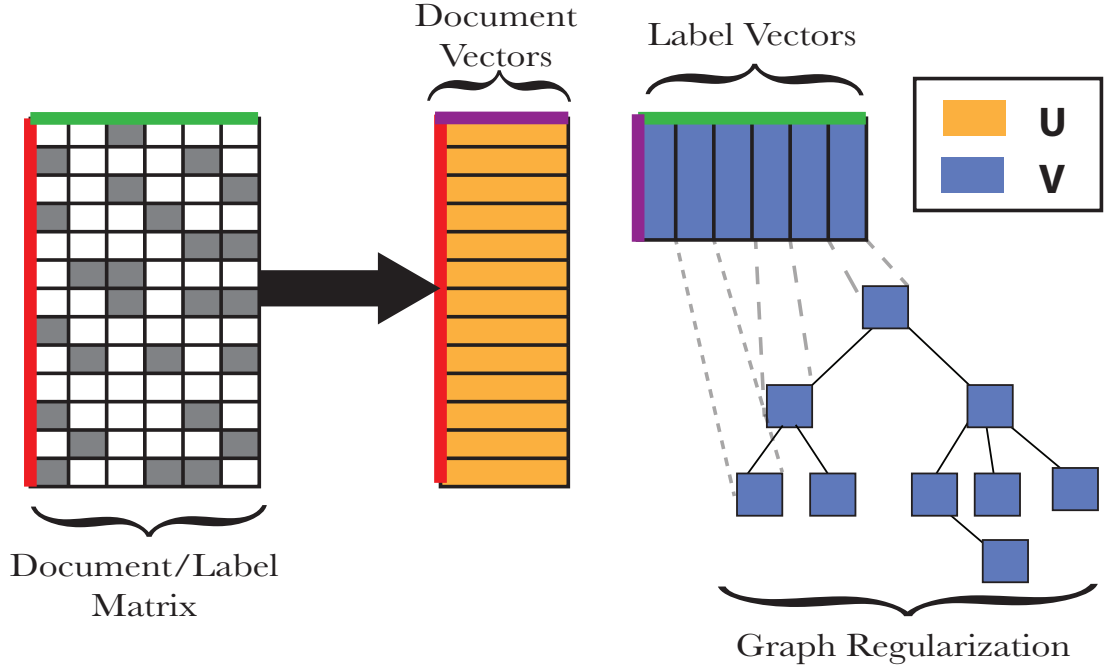 Document
Vectors
Label Vectors
U
V
Document/Label
Matrix
Graph Regularization